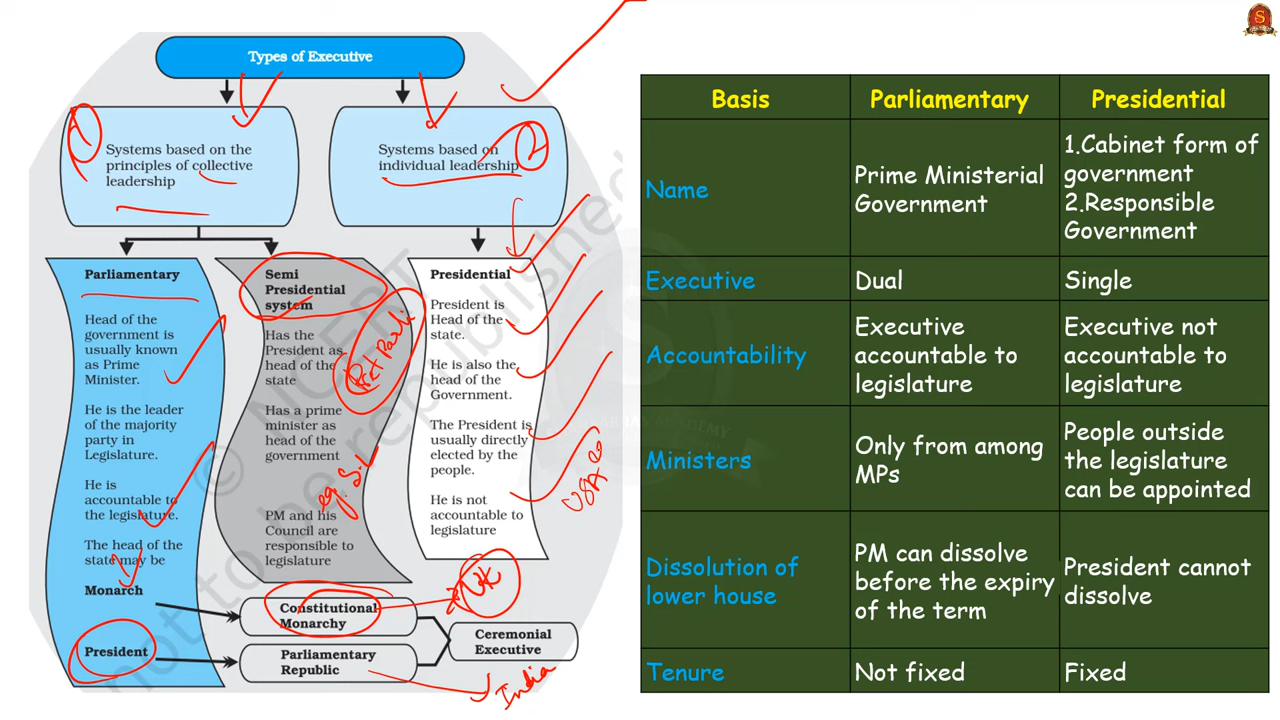 Types of Executive
1
Systems based on the
principles of collective
leadership
Systems based on
individual leadership
2
Parliamentary
Head of the
government is
usually known
as Prime
Minister.
He is the leader
of the majority
party in
Legislature.
He is
accountable to
the legislature.
The head of the
state may be
Monarch
President
Semi
Presidential
system
Has the
President as
head of the
state
Has a prime
minister as
head of the
government
eg. S.L
PM and his
Council are
responsible to
legislature
Presidential
President is
Head of the
state.
He is also the
head of the
Government.
The President is
usually directly
elected by the
people.
He is not
accountable to
legislature
USA
Constitutional
Monarchy
UK
Parliamentary
Republic
India
Ceremonial
Executive
© NCERT
not to be republished
Basis Parliamentary Presidential
Name
Prime Ministerial
Government
1.Cabinet form of
government
2.Responsible
Government
Executive Dual Single
Accountability
Executive
accountable to
legislature
Executive not
accountable to
legislature
Ministers
Only from among
MPs
People outside
the legislature
can be appointed
Dissolution of
lower house
PM can dissolve
before the expiry
of the term
President cannot
dissolve
Tenure Not fixed Fixed